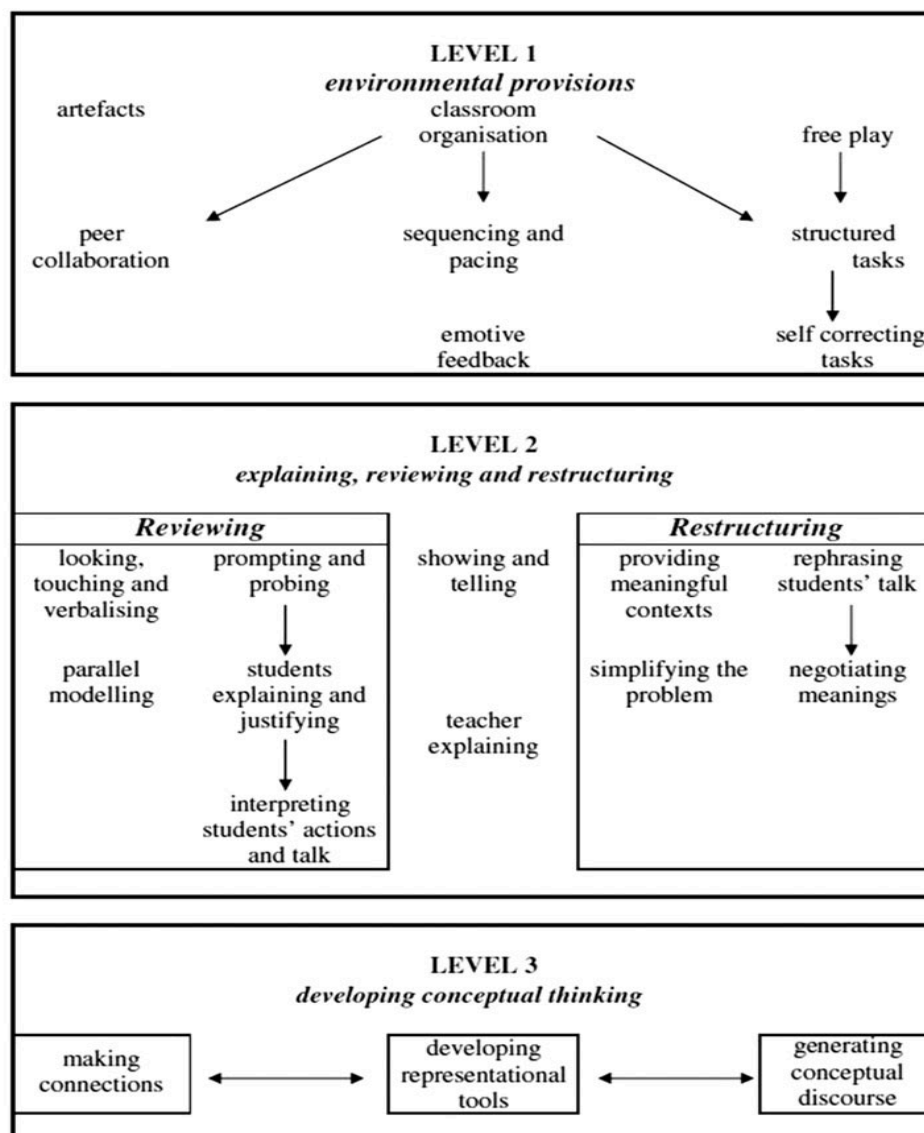 LEVEL 1
environmental provisions
artefacts
classroom
organisation
free play
peer
collaboration
sequencing and
pacing
structured
tasks
emotive
feedback
self correcting
tasks
LEVEL 2
explaining, reviewing and restructuring
Reviewing
looking,
touching and
verbalising
prompting and
probing
parallel
modelling
students
explaining and
justifying
interpreting
students' actions
and talk
showing and
telling
teacher
explaining
Restructuring
providing
meaningful
contexts
rephrasing
students' talk
simplifying the
problem
negotiating
meanings
LEVEL 3
developing conceptual thinking
making
connections
developing
representational
tools
generating
conceptual
discourse